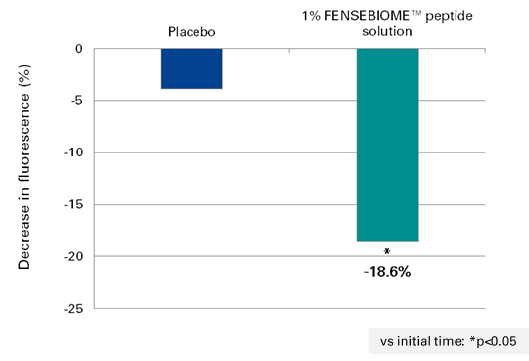 1% FENSEBIOME™ peptide
solution
Placebo
Decrease in fluorescence (%)
0
-5
-10
-15
-20
-25
*
-18.6%
vs initial time: *p<0.05